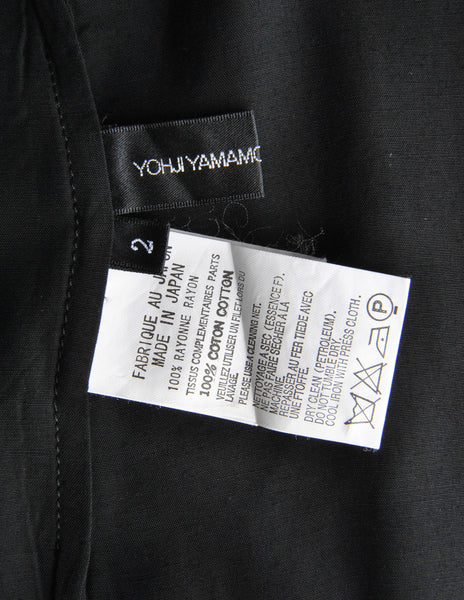 YOHJI YAMAMO
2
FABRIQUE AU JAPON
MADE IN JAPAN
100% RAYONNE RAYON
TISSUS COMPLEMENTAIRES PARTS
100% COTON COTTON
VEUILLEZ UTILISER UN FILET LORS DU
LAVAGE.
PLEASE USE A CLEANING NET.
NETTOYAGE A SEC, (ESSENCE F).
NE PAS FAIRE SECHER A LA
MACHINE.
REPASSER AU FER TIEDE AVEC
UNE ETOFFE.
DRY CLEAN (PETROLEUM).
DO NOT TUMBLE DRY.
COOL IRON WITH PRESS CLOTH.
P